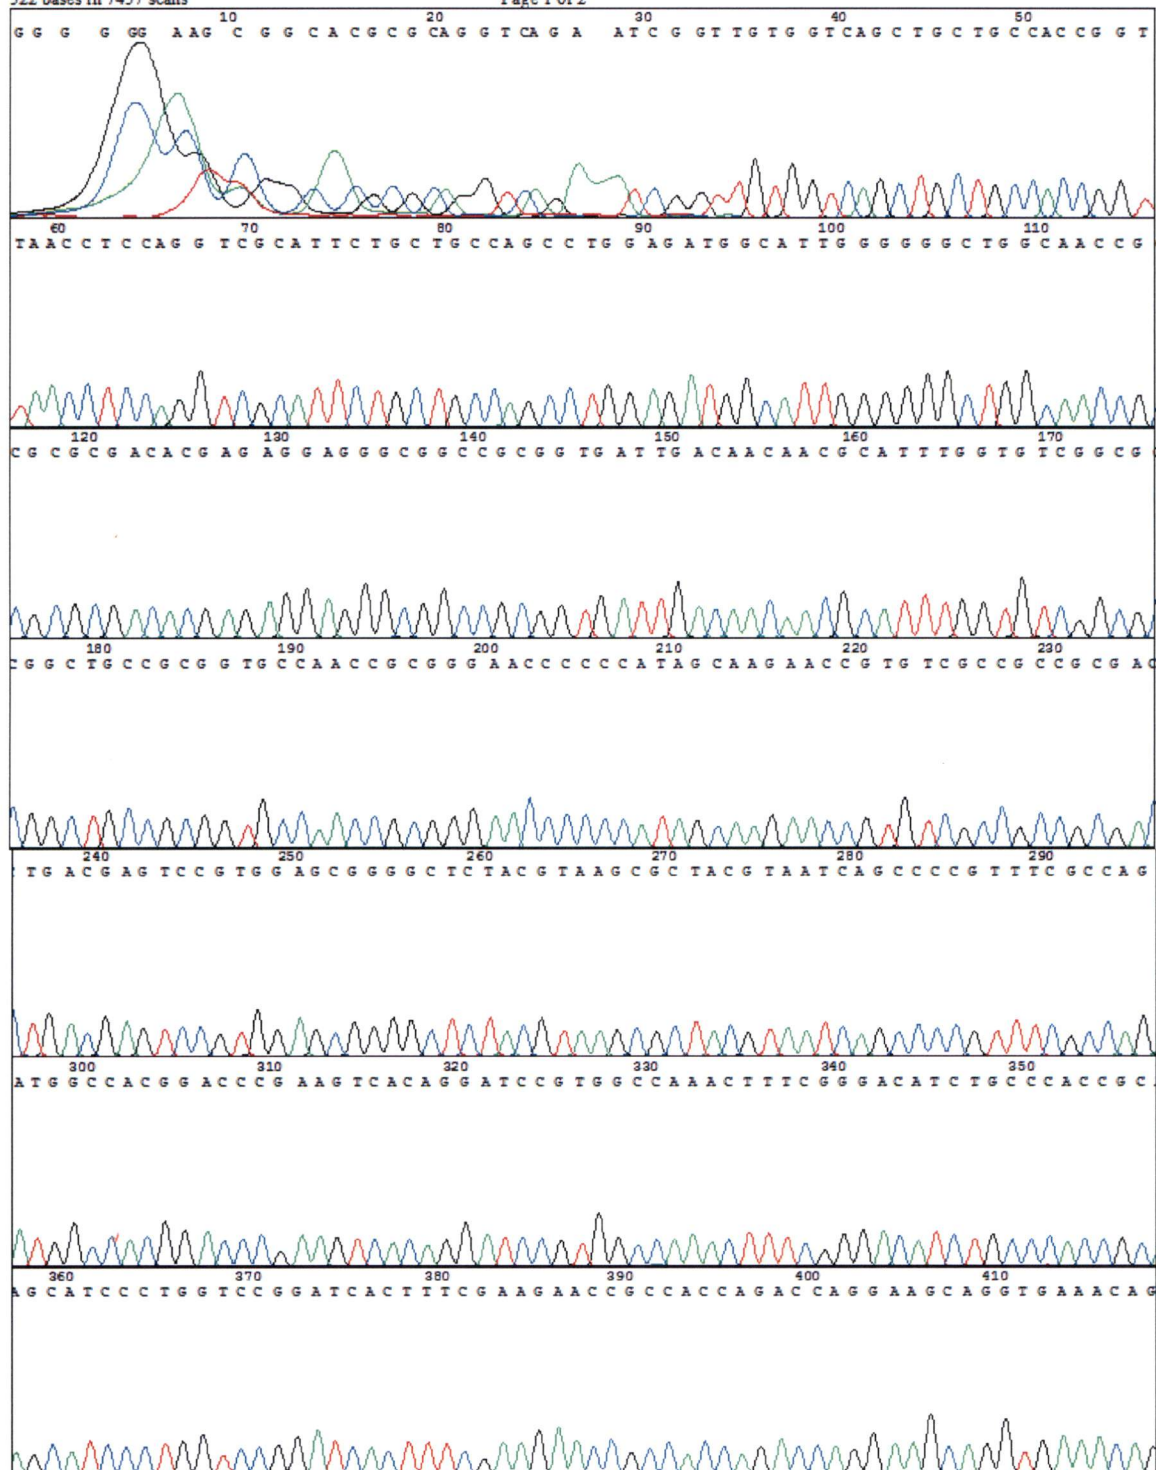 522 bases in 7437 scans Page 1 of 2
10 20 30 40 50
G G G G GG A AG C G G C A C G C G C A G G T C A G A A T C G G T T G T G G T C A G C T G C T G C C A C C G G T
60 70 80 90 100 110
T A A C C T C C A G G T C G C A T T C T G C T G C C A G C C T G G A G A T G G C A T T G G G G G G C T G G C A A C C G
120 130 140 150 160 170
C G C G C G A C A C G A G A G G A G G G C G G C C G C G G T G A T T G A C A A C A A C G C A T T T G G T G T C G G C G
180 190 200 210 220 230
C G G C T G C C G C G G T G C C A A C C G C G G G A A C C C C C C A T A G C A A G A A C C G T G T C G C C G C C G C G A C
240 250 260 270 280 290
T G A C G A G T C C G T G G A G C G G G G C T C T A C G T A A G C G C T A C G T A A T C A G C C C C G T T T C G C C A G
300 310 320 330 340 350
A T G G C C A C G G A C C C G A A G T C A C A G G A T C C G T G G C C A A A C T T T C G G G A C A T C T G C C C A C C G C
360 370 380 390 400 410
A G C A T C C C T G G T C C G G A T C A C T T T C G A A G A A C C G C C A C C A G A C C A G G A A G C A G G T G A A A C A G